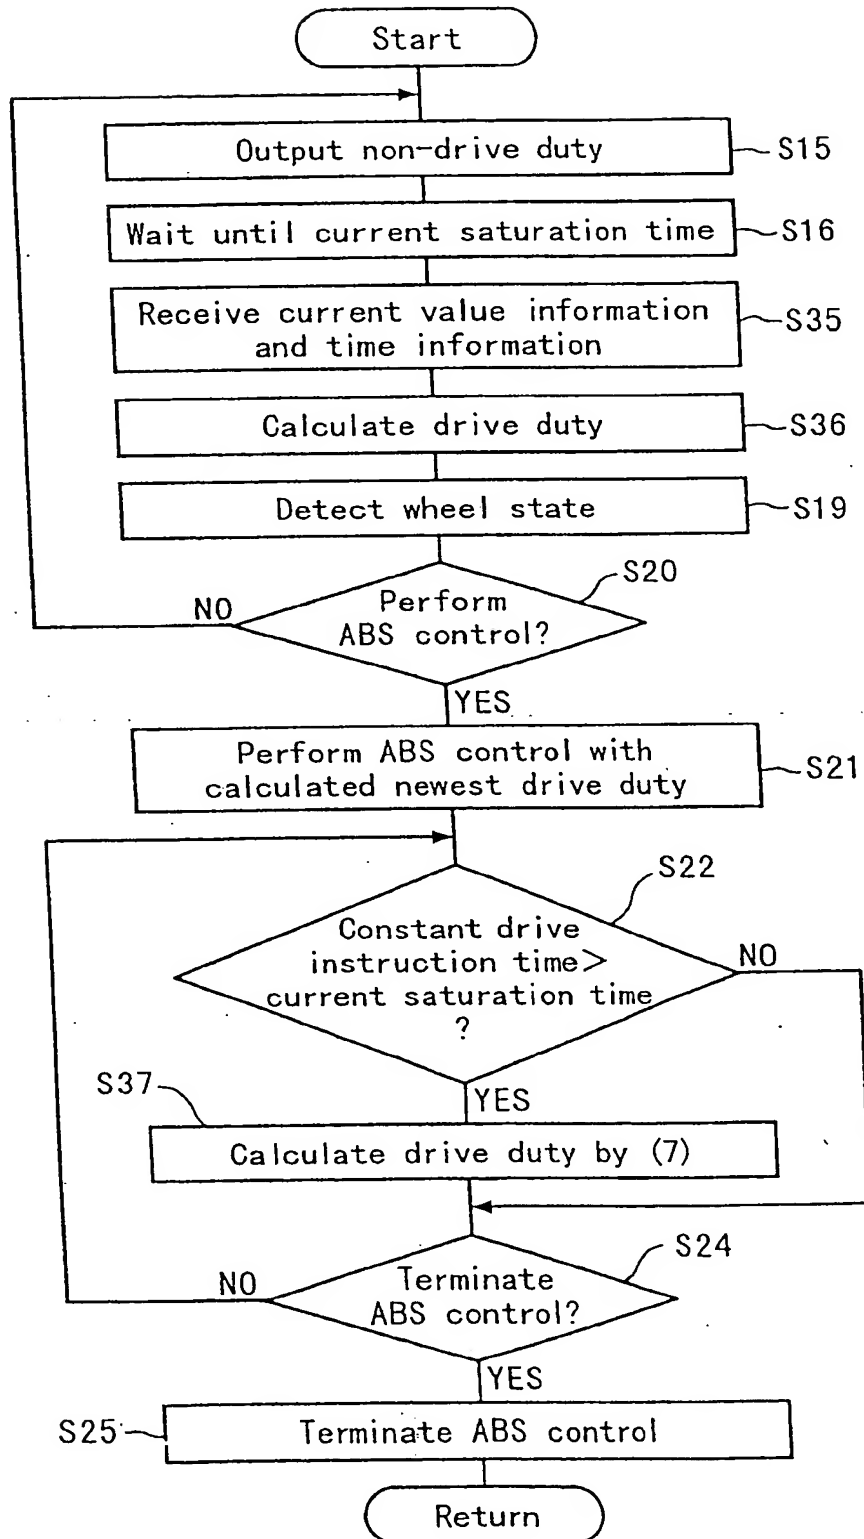 Start
Output non-drive duty
S15
Wait until current saturation time
S16
Receive current value information
and time information
S35
Calculate drive duty
S36
Detect wheel state
S19
S20
Perform
ABS control?
NO
YES
Perform ABS control with
calculated newest drive duty
S21
S22
Constant drive
instruction time>
current saturation time
?
NO
YES
S37
Calculate drive duty by (7)
S24
Terminate
ABS control?
NO
YES
S25
Terminate ABS control
Return